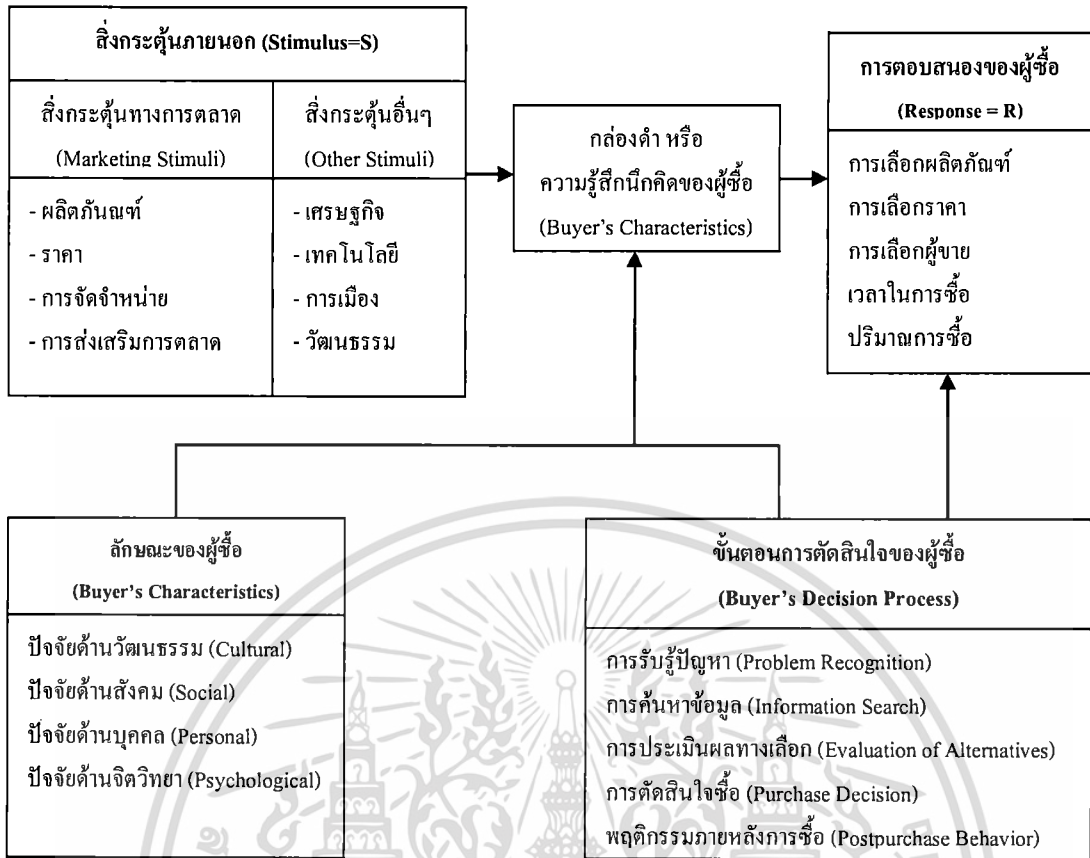 สิ่งกระตุ้นภายนอก (Stimulus=S)
สิ่งกระตุ้นทางการตลาด
(Marketing Stimuli)
สิ่งกระตุ้นอื่นๆ
(Other Stimuli)
- ผลิตภันณฑ์
- ราคา
- การจัดจำหน่าย
- การส่งเสริมการตลาด
- เศรษฐกิจ
- เทคโนโลยี
- การเมือง
- วัฒนธรรม
กล่องดำ หรือ
ความรู้สึกนึกคิดของผู้ซื้อ
(Buyer's Characteristics)
การตอบสนองของผู้ซื้อ
(Response = R)
การเลือกผลิตภัณฑ์
การเลือกราคา
การเลือกผู้ขาย
เวลาในการซื้อ
ปริมาณการซื้อ
ลักษณะของผู้ซื้อ
(Buyer's Characteristics)
ปัจจัยด้านวัฒนธรรม (Cultural)
ปัจจัยด้านสังคม (Social)
ปัจจัยด้านบุคคล (Personal)
ปัจจัยด้านจิตวิทยา (Psychological)
ขั้นตอนการตัดสินใจของผู้ซื้อ
(Buyer's Decision Process)
การรับรู้ปัญหา (Problem Recognition)
การค้นหาข้อมูล (Information Search)
การประเมินผลทางเลือก (Evaluation of Alternatives)
การตัดสินใจซื้อ (Purchase Decision)
พฤติกรรมภายหลังการซื้อ (Postpurchase Behavior)